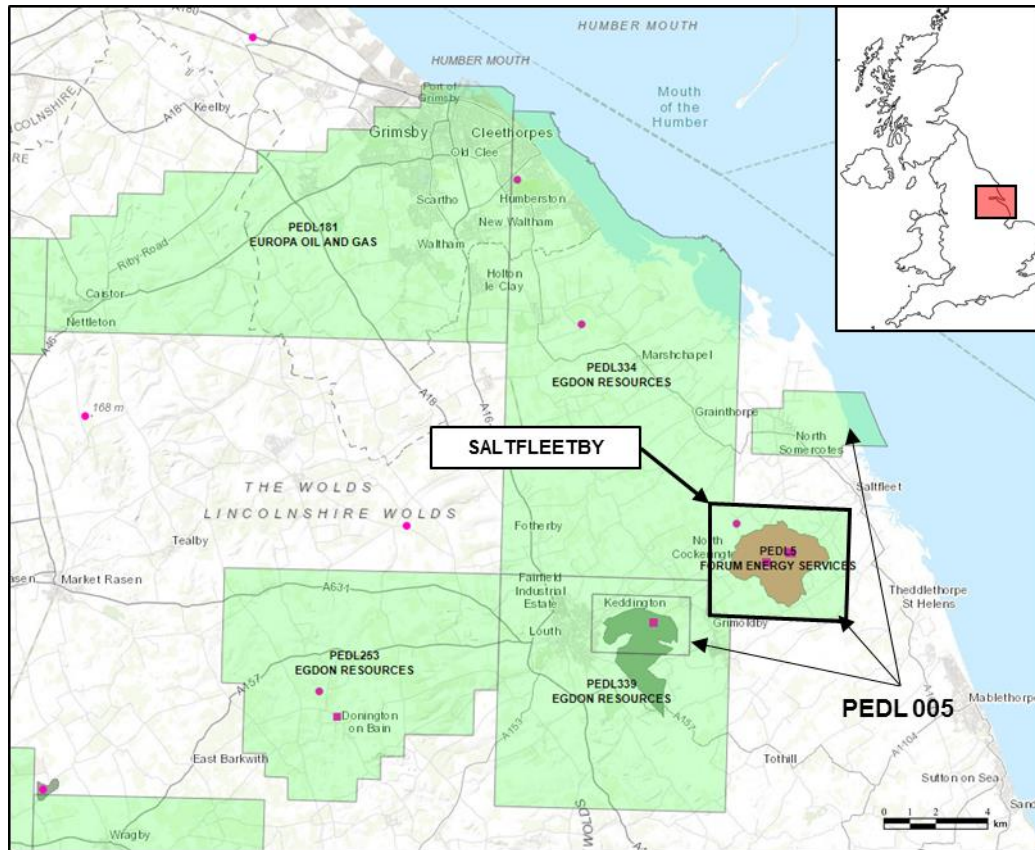 A180
HUMBER MOUTH
HUMBER MOUTH
Port of
Grimsby
Mouth
of the
Humber
Keelby
A18
Grimsby
Cleethorpes
Old Clee
LINCOLNSHIRE
Scartho
Humberston
New Waltham
Waltham
PEDL181
EUROPA OIL AND GAS
Riby-Road
Holton
le Clay
Caistor
Nettleton
A46
Marshchapel
PEDL334
EGDON RESOURCES
A18
A16
168 m
Grainthorpe
North
Somercotes
SALTFLEETBY
Saltfleet
THE WOLDS
LINCOLNSHIRE WOLDS
Fotherby
North
Cockerington
PEDL5
FORUM ENERGY SERVICES
Tealby
Market Rasen
A631
Fairfield
Industrial
Estate
Keddington
Theddlethorpe
St Helens
Grimoldby
Louth
PEDL253
EGDON RESOURCES
PEDL339
EGDON RESOURCES
PEDL 005
Mablethorpe
A157
Donington
on Bain
A153
A157
A1104
East Barkwith
Tothill
Sutton on Sea
WOLDS
Wragby
0 2 4
km